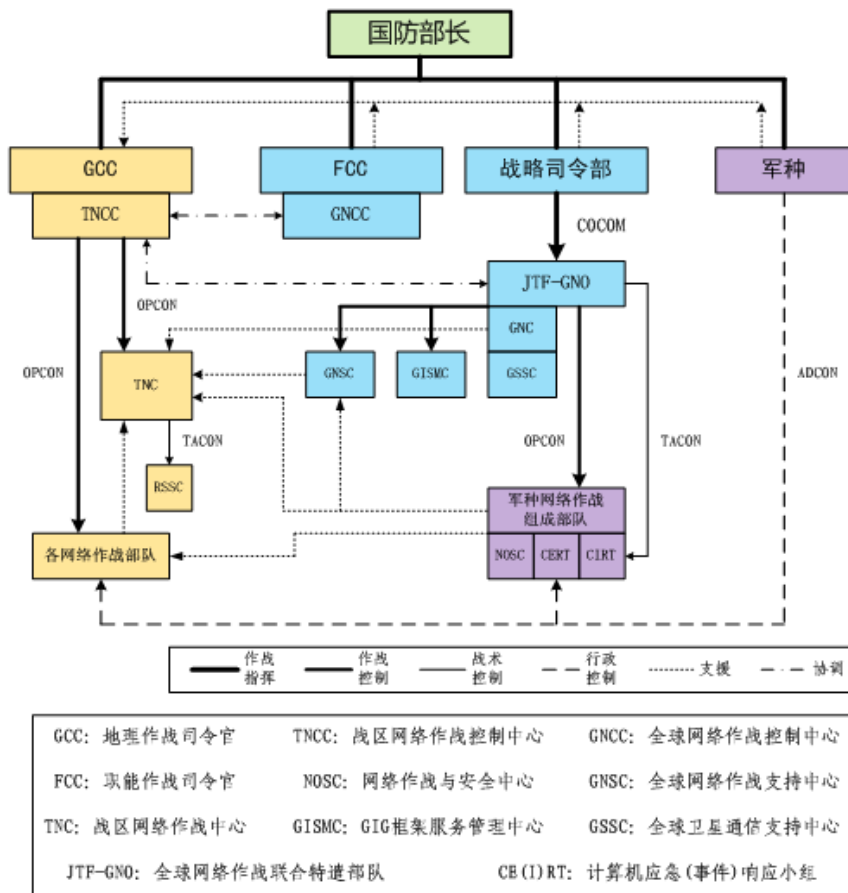 国防部长
GCC
FCC
战略司令部
军种
TNCC
GNCC
COCOM
JTF-GNO
OPCON
GNC
TNC
GNSC
GISMC
GSSC
OPCON
ADCON
OPCON
TACON
TACON
RSSC
军种网络作战
组成部队
各网络作战部队
NOSC CERT CIRT
作战指挥
作战控制
战术控制
行政控制
支援
协调
GCC: 地理作战司令官 TNCC: 战区网络作战控制中心 GNCC: 全球网络作战控制中心
FCC: 职能作战司令官 NOSC: 网络作战与安全中心 GNSC: 全球网络作战支持中心
TNC: 战区网络作战中心 GISMC: GIG框架服务管理中心 GSSC: 全球卫星通信支持中心
JTF-GNO: 全球网络作战联合特遣部队 CE(I)RT: 计算机应急(事件)响应小组